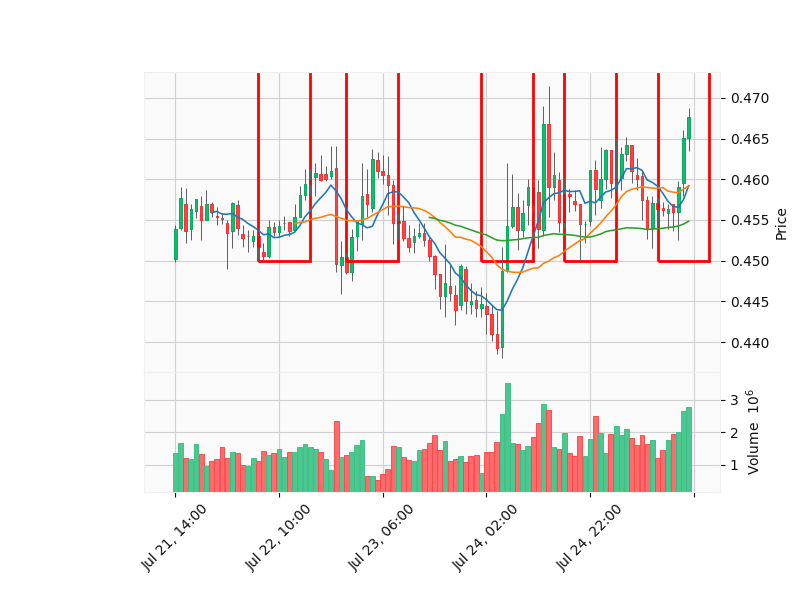 0.470
0.465
0.460
0.455
0.450
0.445
0.440
Price
3
2
1
Volume 10^6
Jul 21, 14:00
Jul 22, 10:00
Jul 23, 06:00
Jul 24, 02:00
Jul 24, 22:00